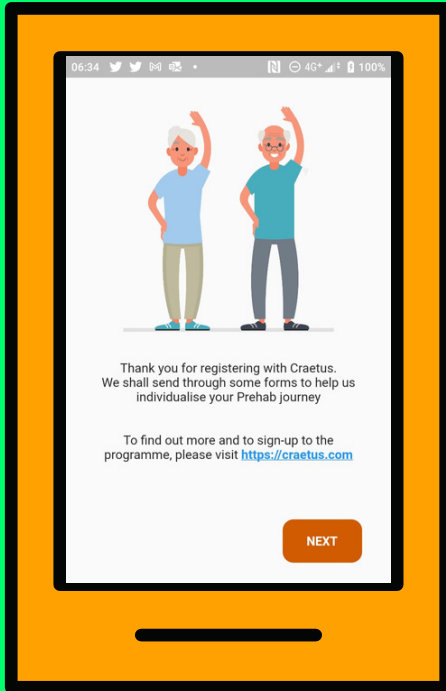 06:34 4G+ 100%
Thank you for registering with Craetus.
We shall send through some forms to help us
individualise your Prehab journey
To find out more and to sign-up to the
programme, please visit https://craetus.com
NEXT